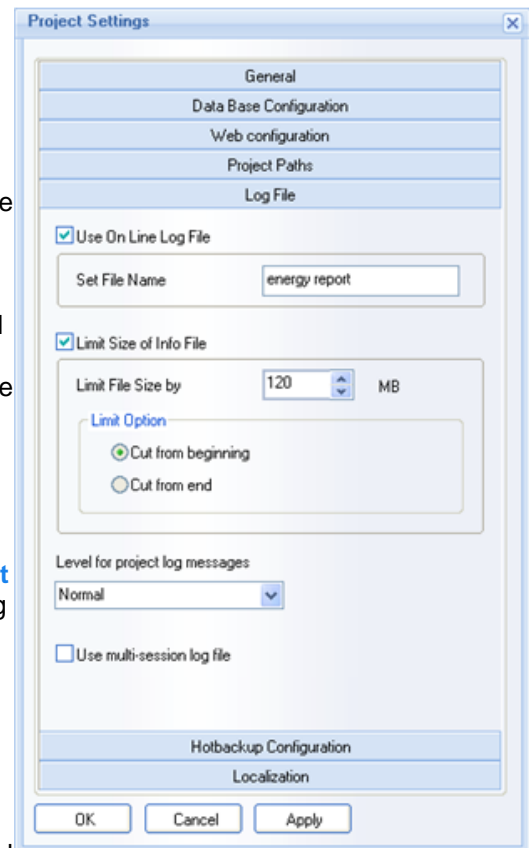 Project Settings
General
Data Base Configuration
Web configuration
Project Paths
Log File
Use On Line Log File
Set File Name energy report
Limit Size of Info File
Limit File Size by 120 MB
Limit Option
Cut from beginning
Cut from end
Level for project log messages
Normal
Use multi-session log file
Hotbackup Configuration
Localization
OK Cancel Apply